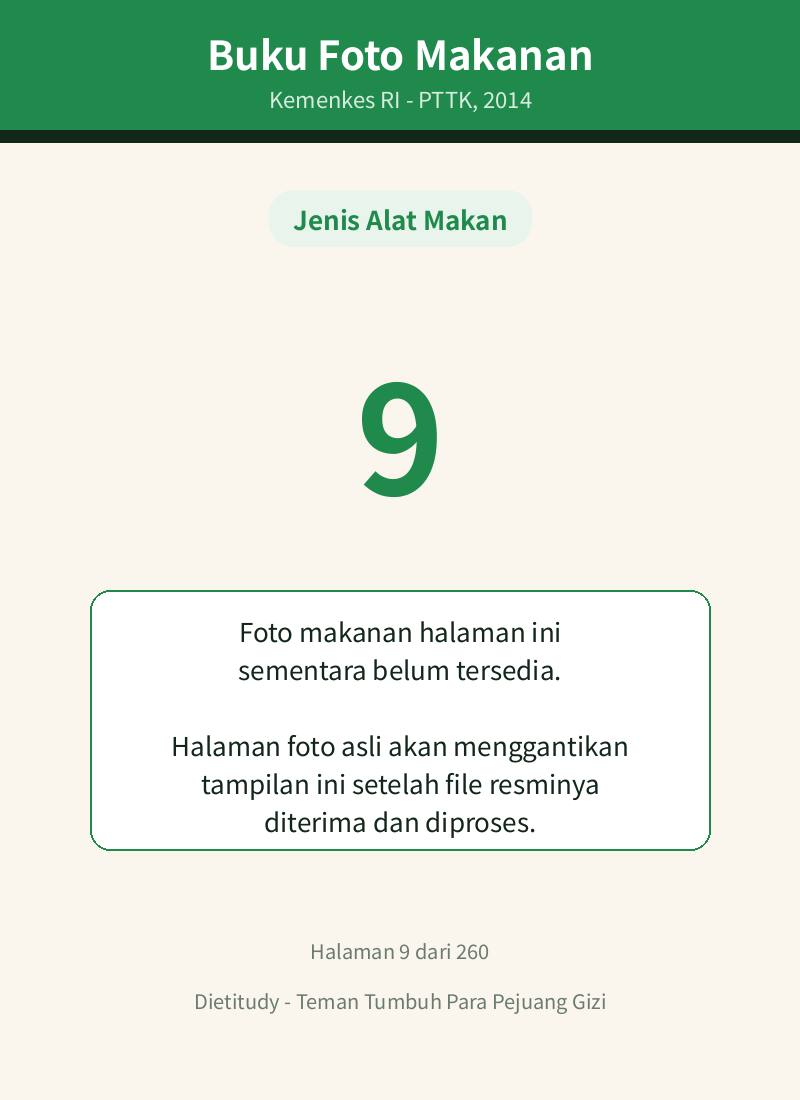 Buku Foto Makanan
Kemenkes RI - PTTK, 2014
Jenis Alat Makan
9
Foto makanan halaman ini
sementara belum tersedia.
Halaman foto asli akan menggantikan
tampilan ini setelah file resminya
diterima dan diproses.
Halaman 9 dari 260
Dietitudy - Teman Tumbuh Para Pejuang Gizi